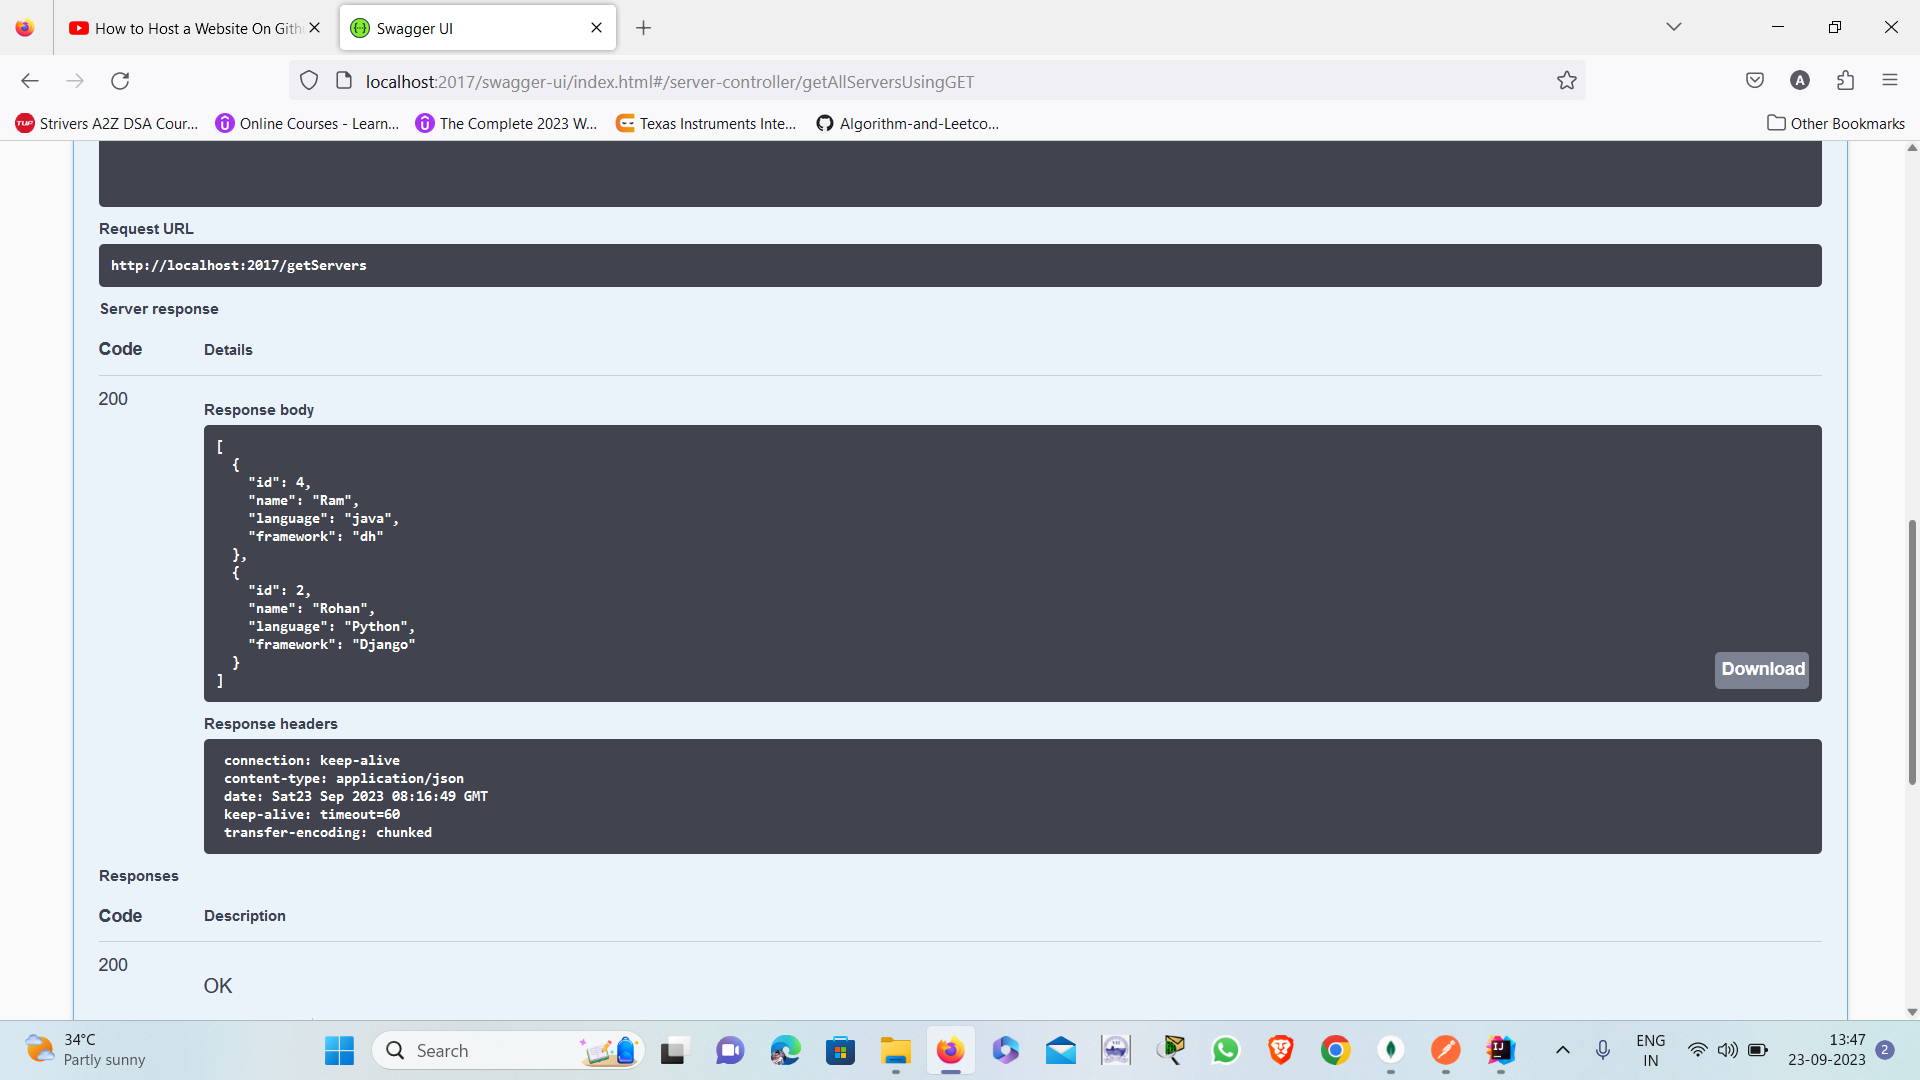 How to Host a Website On Gith
Swagger UI
localhost:2017/swagger-ui/index.html#/server-controller/getAllServersUsingGET
A
Strivers A2Z DSA Cour...
Online Courses - Learn...
The Complete 2023 W...
Texas Instruments Inte...
Algorithm-and-Leetco...
Other Bookmarks
Request URL
http://localhost:2017/getServers
Server response
Code Details
200
Response body
[
  {
    "id": 4,
    "name": "Ram",
    "language": "java",
    "framework": "dh"
  },
  {
    "id": 2,
    "name": "Rohan",
    "language": "Python",
    "framework": "Django"
  }
]
Download
Response headers
connection: keep-alive
content-type: application/json
date: Sat23 Sep 2023 08:16:49 GMT
keep-alive: timeout=60
transfer-encoding: chunked
Responses
Code Description
200
OK
34°C
Partly sunny
Search
IJ
ENG
IN
13:47
23-09-2023
2